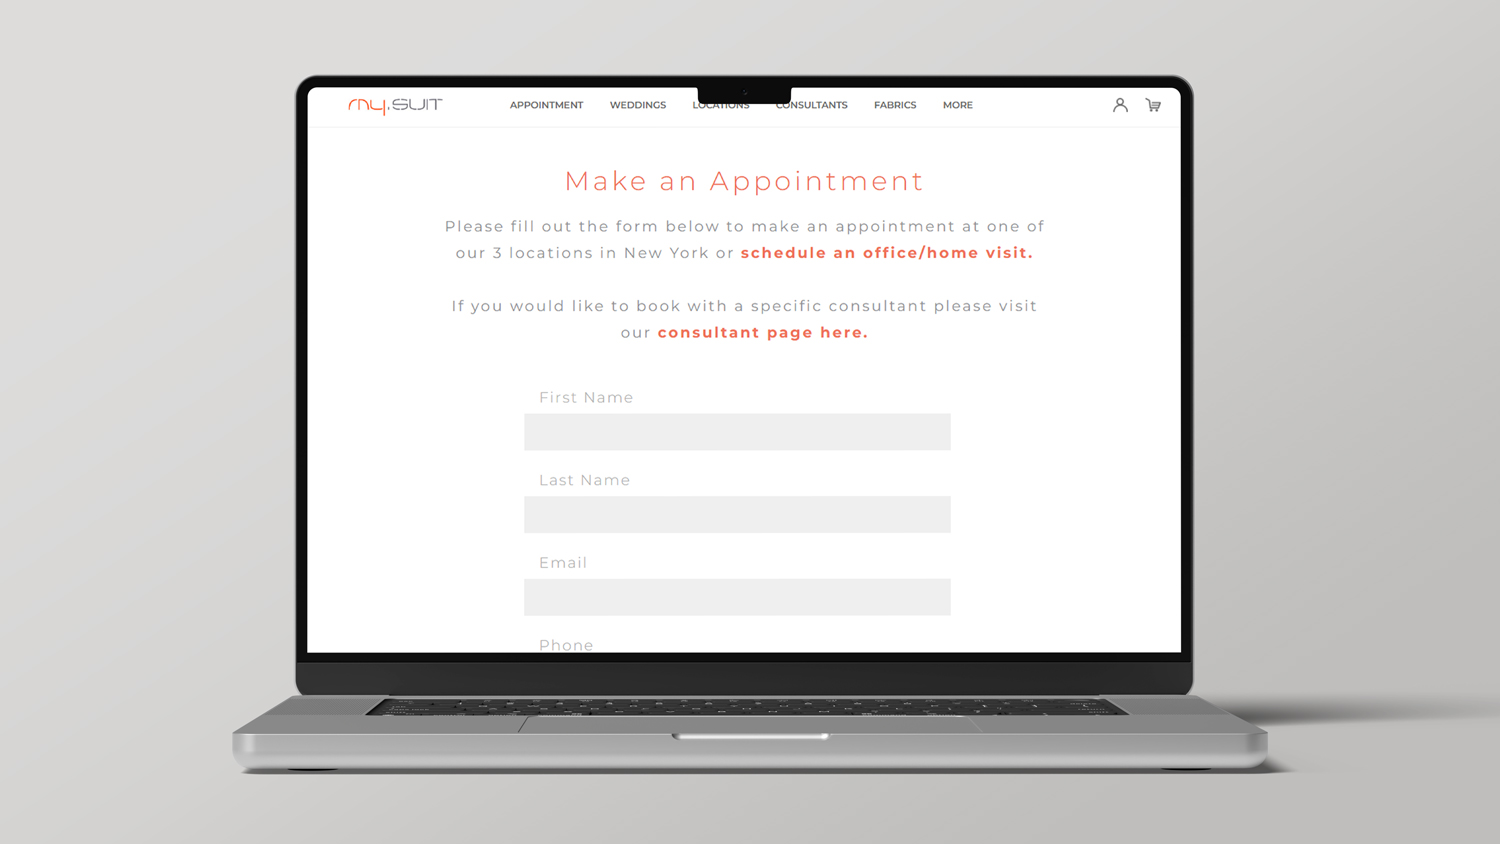 my.SUIT
APPOINTMENT WEDDINGS LOCATIONS CONSULTANTS FABRICS MORE
Make an Appointment
Please fill out the form below to make an appointment at one of
our 3 locations in New York or schedule an office/home visit.
If you would like to book with a specific consultant please visit
our consultant page here.
First Name
Last Name
Email
Phone